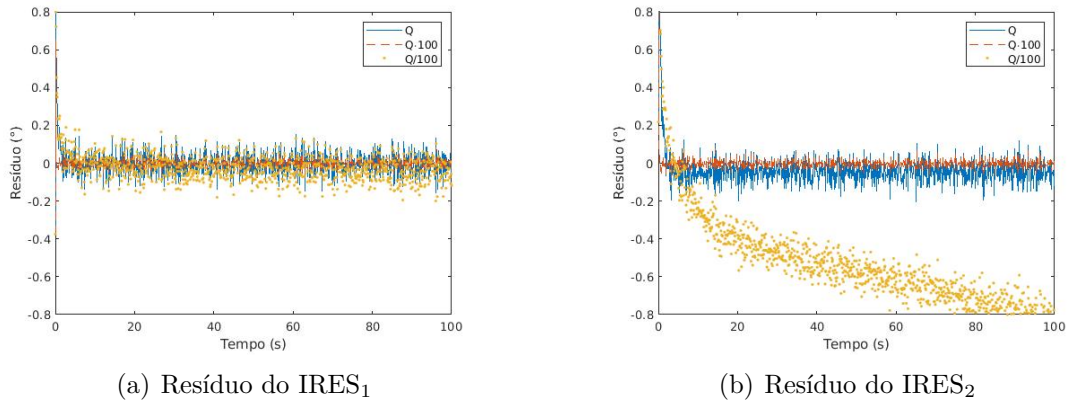 0.8
0.6
0.4
0.2
0
-0.2
-0.4
-0.6
-0.8
Resíduo (°)
0 20 40 60 80 100
Tempo (s)
Q
Q·100
Q/100
(a) Resíduo do IRES₁
0.8
0.6
0.4
0.2
0
-0.2
-0.4
-0.6
-0.8
Resíduo (°)
0 20 40 60 80 100
Tempo (s)
Q
Q·100
Q/100
(b) Resíduo do IRES₂